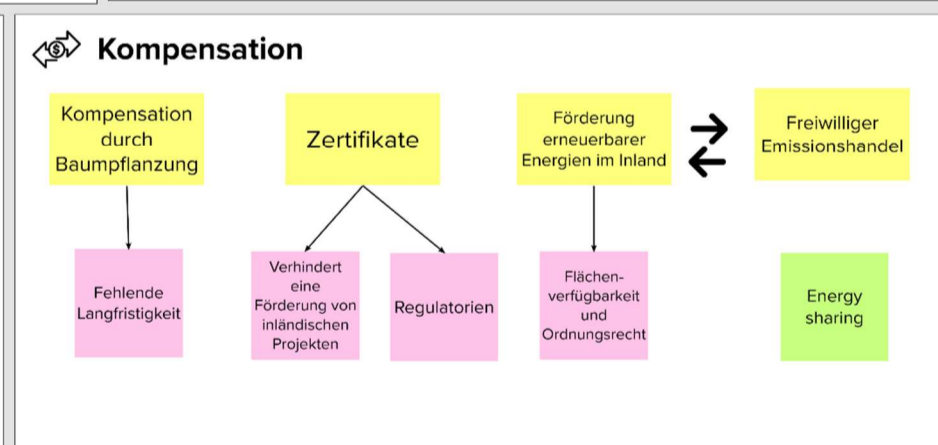 Kompensation
Kompensation
durch
Baumpflanzung
Zertifikate
Förderung
erneuerbarer
Energien im Inland
Freiwilliger
Emissionshandel
Fehlende
Langfristigkeit
Verhindert
eine
Förderung von
inländischen
Projekten
Regulatorien
Flächen-
verfügbarkeit
und
Ordnungsrecht
Energy
sharing